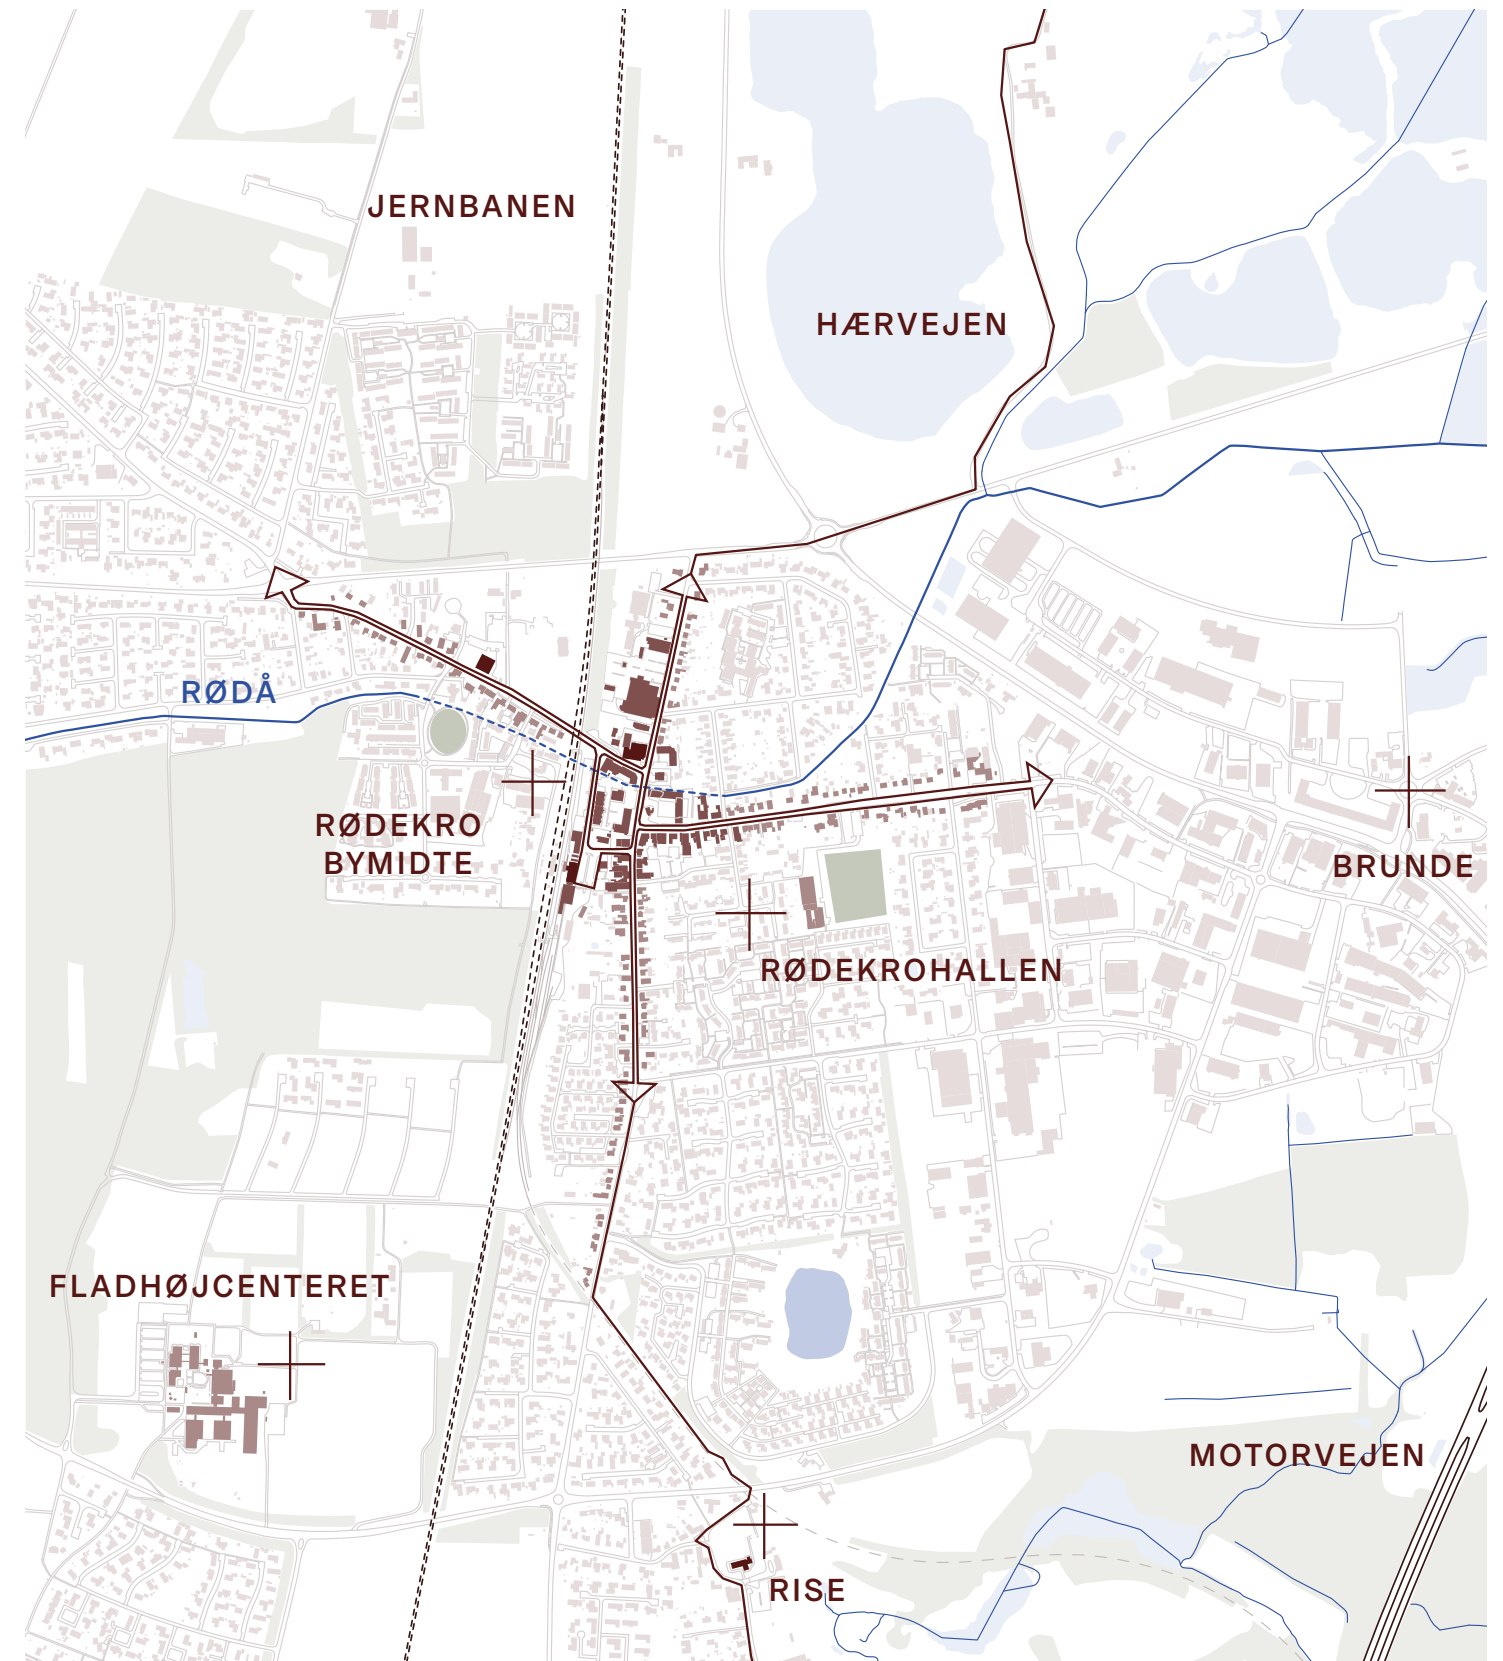 JERNBANEN
HÆRVEJEN
RØDÅ
RØDEKRO
BYMIDTE
BRUNDE
RØDEKROHALLEN
FLADHØJCENTERET
MOTORVEJEN
RISE